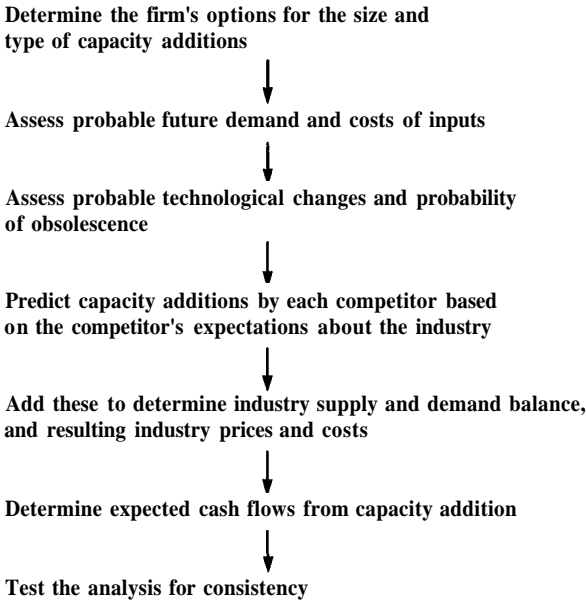 Determine the firm's options for the size and
type of capacity additions
Assess probable future demand and costs of inputs
Assess probable technological changes and probability
of obsolescence
Predict capacity additions by each competitor based
on the competitor's expectations about the industry
Add these to determine industry supply and demand balance,
and resulting industry prices and costs
Determine expected cash flows from capacity addition
Test the analysis for consistency